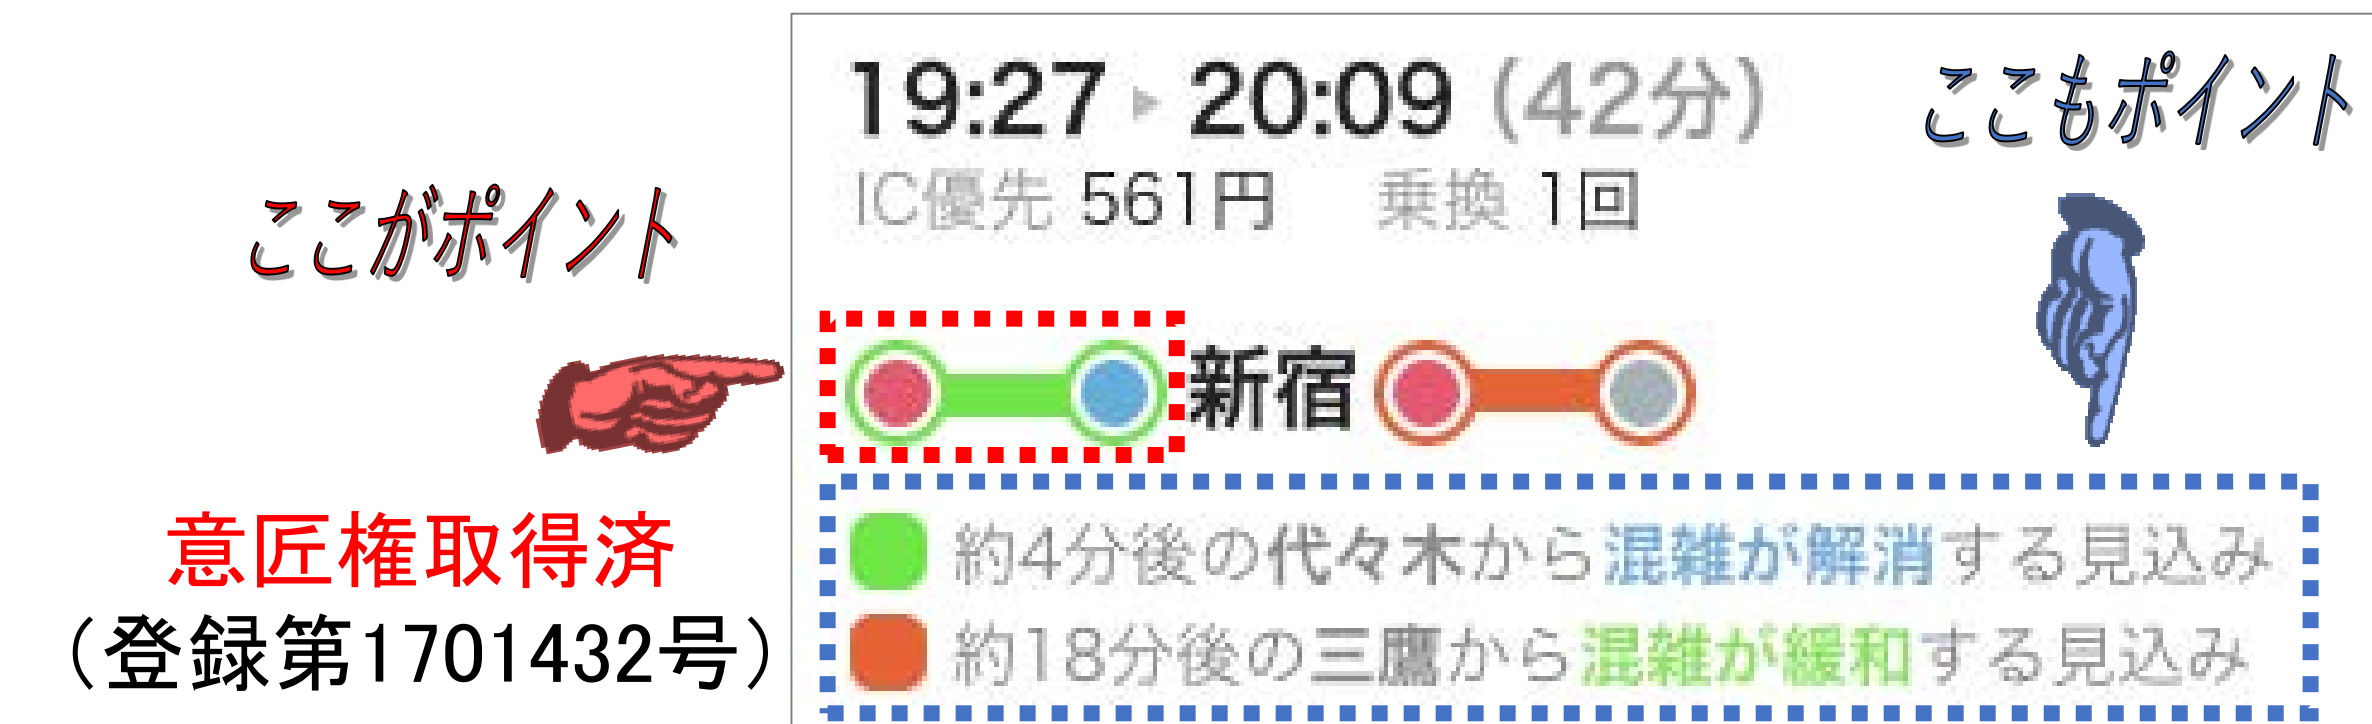 ここがポイント
意匠権取得済
（登録第1701432号）
19:27 ▸ 20:09 (42分)
IC優先 561円 乗換 1回
ここもポイント
新宿
約4分後の代々木から混雑が解消する見込み
約18分後の三鷹から混雑が緩和する見込み